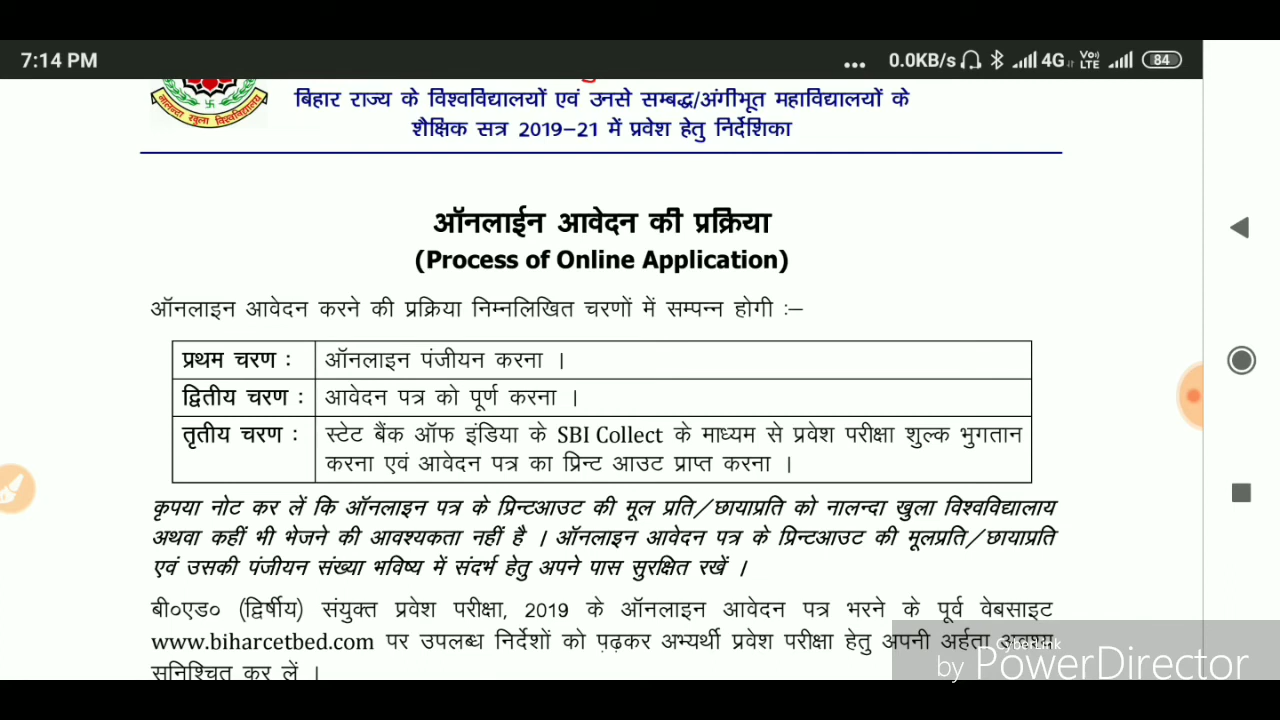 7:14 PM
... 0.0KB/s 4G Vo) LTE 84
नालन्दा खुला विश्वविद्यालय
बिहार राज्य के विश्वविद्यालयों एवं उनसे सम्बद्ध/अंगीभूत महाविद्यालयों के
शैक्षिक सत्र 2019-21 में प्रवेश हेतु निर्देशिका
ऑनलाईन आवेदन की प्रक्रिया
(Process of Online Application)
ऑनलाइन आवेदन करने की प्रक्रिया निम्नलिखित चरणों में सम्पन्न होगी :–
प्रथम चरण : ऑनलाइन पंजीयन करना ।
द्वितीय चरण : आवेदन पत्र को पूर्ण करना ।
तृतीय चरण : स्टेट बैंक ऑफ इंडिया के SBI Collect के माध्यम से प्रवेश परीक्षा शुल्क भुगतान
करना एवं आवेदन पत्र का प्रिन्ट आउट प्राप्त करना ।
कृपया नोट कर लें कि ऑनलाइन पत्र के प्रिन्टआउट की मूल प्रति/छायाप्रति को नालन्दा खुला विश्वविद्यालाय
अथवा कहीं भी भेजने की आवश्यकता नहीं है । ऑनलाइन आवेदन पत्र के प्रिन्टआउट की मूलप्रति/छायाप्रति
एवं उसकी पंजीयन संख्या भविष्य में संदर्भ हेतु अपने पास सुरक्षित रखें ।
बी०एड० (द्विर्षीय) संयुक्त प्रवेश परीक्षा, 2019 के ऑनलाइन आवेदन पत्र भरने के पूर्व वेबसाइट
www.biharcetbed.com पर उपलब्ध निर्देशों को पढ़कर अभ्यर्थी प्रवेश परीक्षा हेतु अपनी अर्हता अवश्य
सुनिश्चित कर लें ।
CyberLink
by PowerDirector